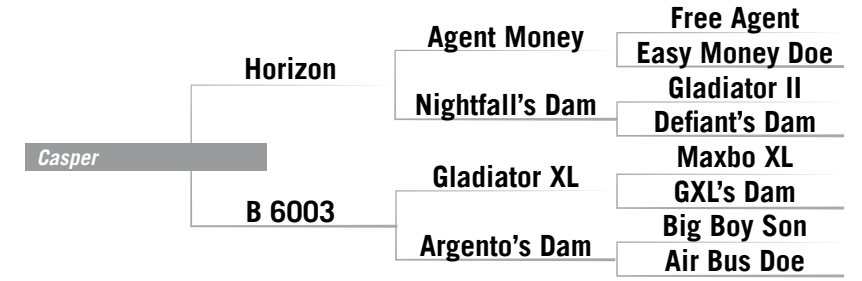 Free Agent
Agent Money
Easy Money Doe
Horizon
Gladiator II
Nightfall's Dam
Defiant's Dam
Casper
Maxbo XL
Gladiator XL
GXL's Dam
B 6003
Big Boy Son
Argento's Dam
Air Bus Doe